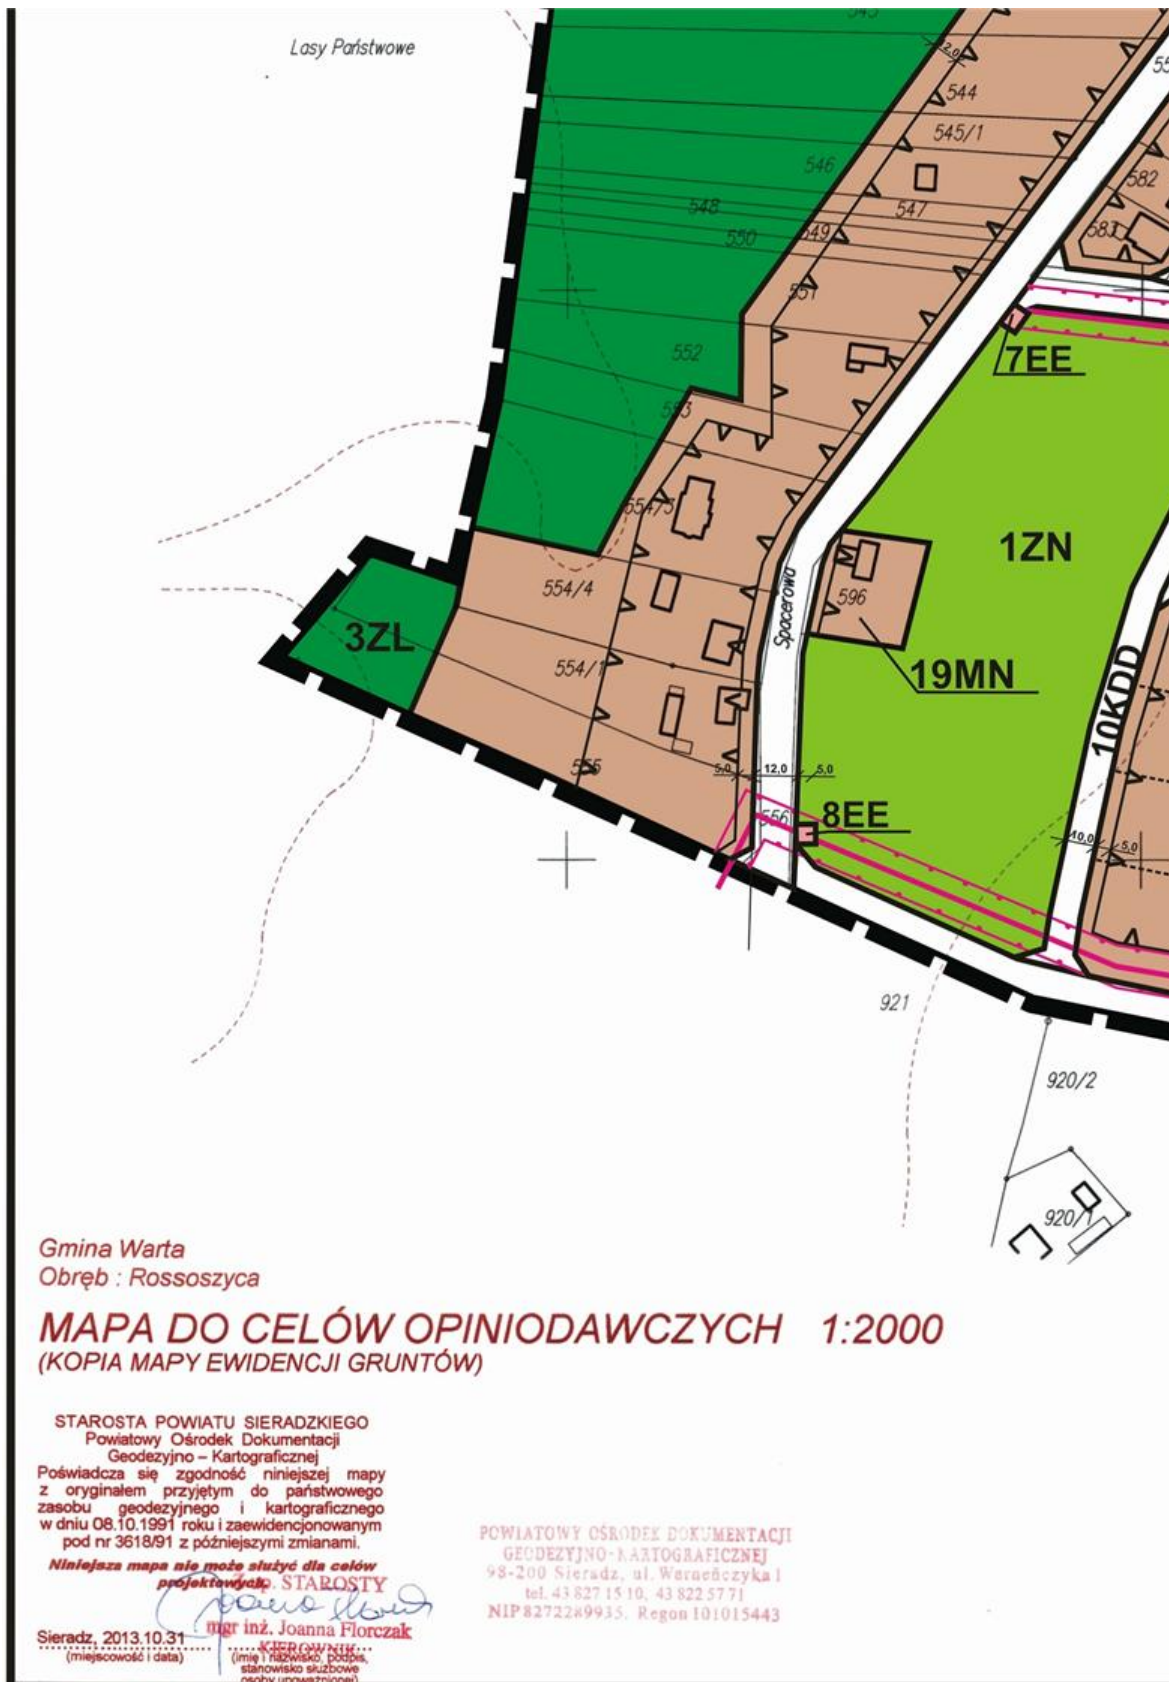 Lasy Państwowe
543
2,0
544
545/1
546
547
548
549
550
551
55
582
583
552
7EE
553
554/3
1ZN
Spacerowa
596
554/4
3ZL
554/1
19MN
10KDD
555
5,0
12,0
5,0
556
8EE
10,0
5,0
921
920/2
920/1
Gmina Warta
Obręb : Rossoszyca
MAPA DO CELÓW OPINIODAWCZYCH 1:2000
(KOPIA MAPY EWIDENCJI GRUNTÓW)
STAROSTA POWIATU SIERADZKIEGO
Powiatowy Ośrodek Dokumentacji
Geodezyjno – Kartograficznej
Poświadcza się zgodność niniejszej mapy
z oryginałem przyjętym do państwowego
zasobu geodezyjnego i kartograficznego
w dniu 08.10.1991 roku i zaewidencjonowanym
pod nr 3618/91 z późniejszymi zmianami.
Niniejsza mapa nie może służyć dla celów
projektowych.
STAROSTY
mgr inż. Joanna Florczak
KIEROWNIK
Sieradz, 2013.10.31
(miejscowość i data)
(imię i nazwisko, podpis,
stanowisko służbowe
osoby upoważnionej)
POWIATOWY OŚRODEK DOKUMENTACJI
GEODEZYJNO-KARTOGRAFICZNEJ
98-200 Sieradz, ul. Warneńczyka 1
tel. 43 827 15 10, 43 822 57 71
NIP 8272289935, Regon 101015443